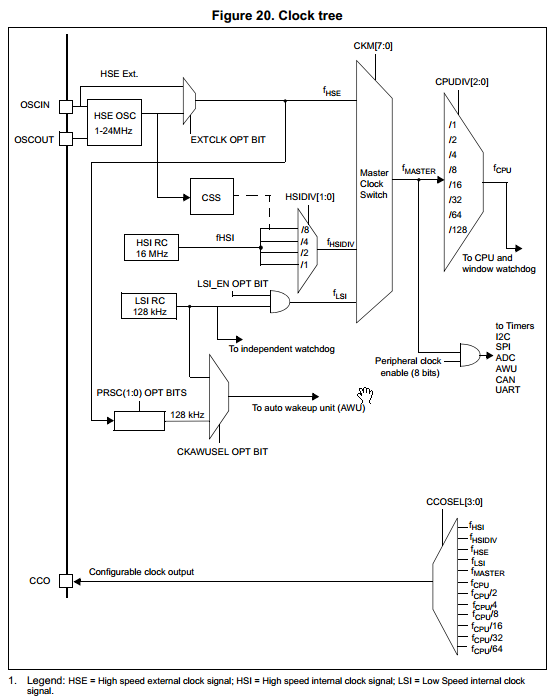 Figure 20. Clock tree
CKM[7:0]
HSE Ext.
CPUDIV[2:0]
fHSE
OSCIN
HSE OSC
1-24MHz
OSCOUT
EXTCLK OPT BIT
/1
/2
/4
/8
/16
/32
/64
/128
Master
Clock
Switch
fMASTER
fCPU
CSS
HSIDIV[1:0]
HSI RC
16 MHz
fHSI
/8
/4
/2
/1
fHSIDIV
To CPU and
window watchdog
LSI_EN OPT BIT
LSI RC
128 kHz
fLSI
To independent watchdog
Peripheral clock
enable (8 bits)
to Timers
I2C
SPI
ADC
AWU
CAN
UART
PRSC(1:0) OPT BITS
128 kHz
To auto wakeup unit (AWU)
CKAWUSEL OPT BIT
CCOSEL[3:0]
fHSI
fHSIDIV
fHSE
fLSI
fMASTER
fCPU
fCPU/2
fCPU/4
fCPU/8
fCPU/16
fCPU/32
fCPU/64
CCO
Configurable clock output
1. Legend: HSE = High speed external clock signal; HSI = High speed internal clock signal; LSI = Low Speed internal clock
signal.